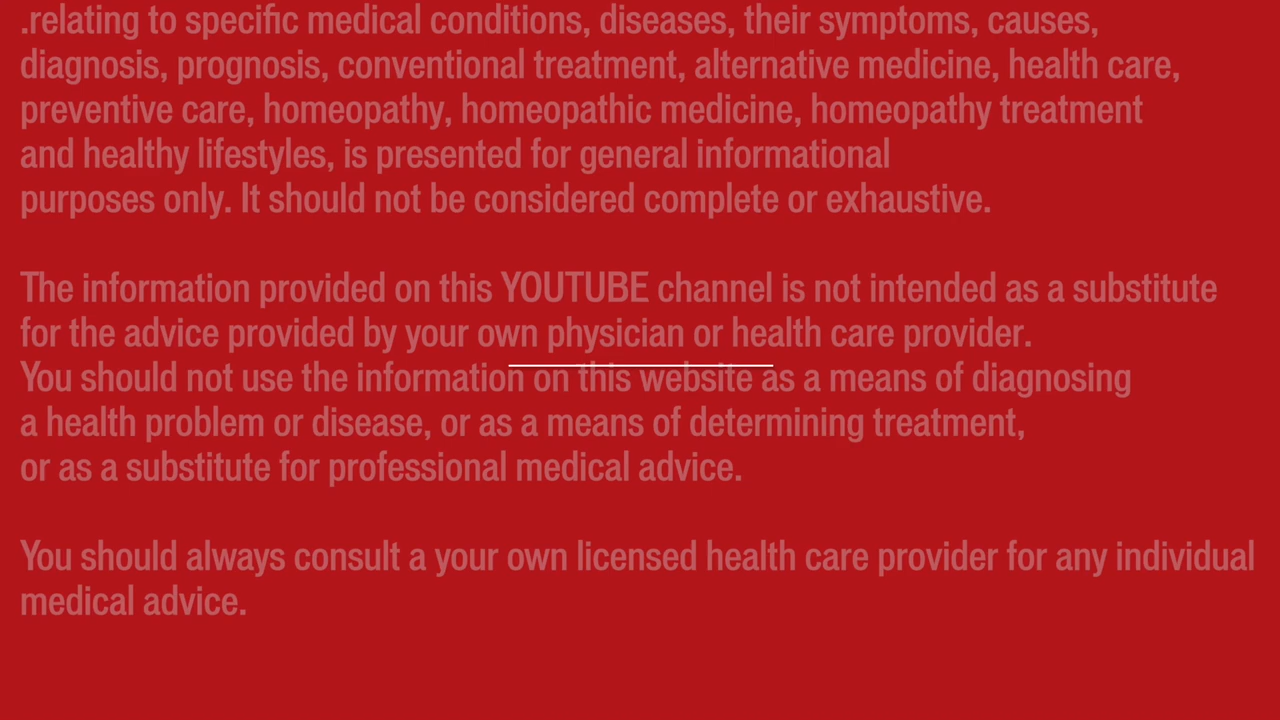 .relating to specific medical conditions, diseases, their symptoms, causes,
diagnosis, prognosis, conventional treatment, alternative medicine, health care,
preventive care, homeopathy, homeopathic medicine, homeopathy treatment
and healthy lifestyles, is presented for general informational
purposes only. It should not be considered complete or exhaustive.
The information provided on this YOUTUBE channel is not intended as a substitute
for the advice provided by your own physician or health care provider.
You should not use the information on this website as a means of diagnosing
a health problem or disease, or as a means of determining treatment,
or as a substitute for professional medical advice.
You should always consult a your own licensed health care provider for any individual
medical advice.